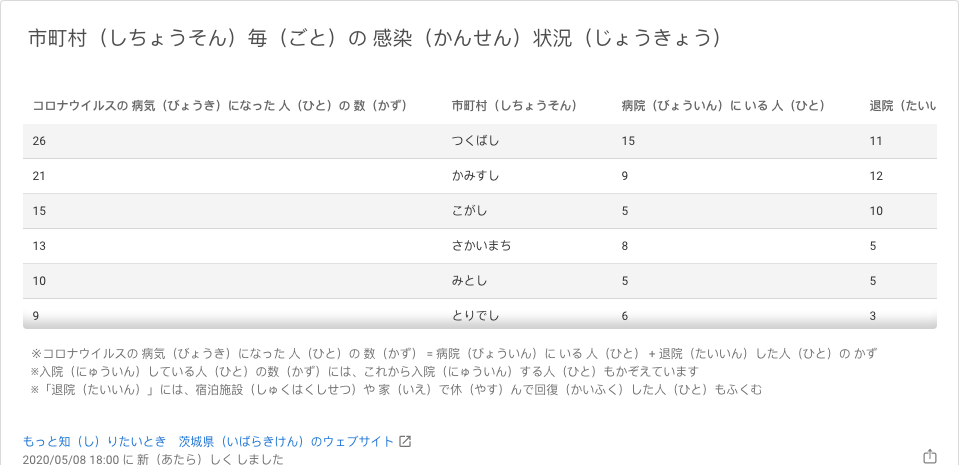 市町村（しちょうそん）毎（ごと）の 感染（かんせん）状況（じょうきょう）
コロナウイルスの 病気（びょうき）になった 人（ひと）の 数（かず） 市町村（しちょうそん） 病院（びょういん）に いる 人（ひと） 退院（たいい
26 つくばし 15 11
21 かみすし 9 12
15 こがし 5 10
13 さかいまち 8 5
10 みとし 5 5
9 とりでし 6 3
※コロナウイルスの 病気（びょうき）になった 人（ひと）の 数（かず） = 病院（びょういん）に いる 人（ひと） + 退院（たいいん）した人（ひと）の かず
※入院（にゅういん）している人（ひと）の数（かず）には、これから入院（にゅういん）する人（ひと）もかぞえています
※「退院（たいいん）」には、宿泊施設（しゅくはくしせつ）や 家（いえ）で休（やす）んで回復（かいふく）した人（ひと）もふくむ
もっと知（し）りたいとき　茨城県（いばらきけん）のウェブサイト
2020/05/08 18:00 に 新（あたら）しく しました